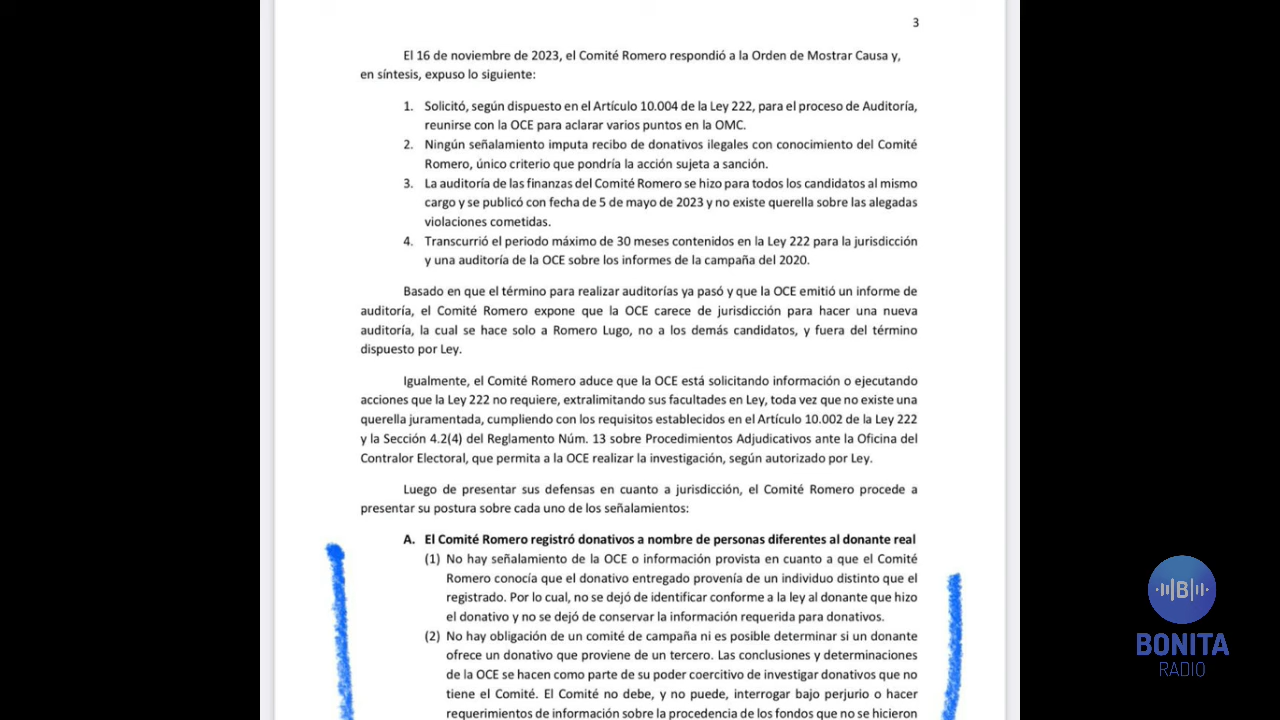 3
El 16 de noviembre de 2023, el Comité Romero respondió a la Orden de Mostrar Causa y,
en síntesis, expuso lo siguiente:
1. Solicitó, según dispuesto en el Artículo 10.004 de la Ley 222, para el proceso de Auditoría,
reunirse con la OCE para aclarar varios puntos en la OMC.
2. Ningún señalamiento imputa recibo de donativos ilegales con conocimiento del Comité
Romero, único criterio que pondría la acción sujeta a sanción.
3. La auditoría de las finanzas del Comité Romero se hizo para todos los candidatos al mismo
cargo y se publicó con fecha de 5 de mayo de 2023 y no existe querella sobre las alegadas
violaciones cometidas.
4. Transcurrió el periodo máximo de 30 meses contenidos en la Ley 222 para la jurisdicción
y una auditoría de la OCE sobre los informes de la campaña del 2020.
Basado en que el término para realizar auditorías ya pasó y que la OCE emitió un informe de
auditoría, el Comité Romero expone que la OCE carece de jurisdicción para hacer una nueva
auditoría, la cual se hace solo a Romero Lugo, no a los demás candidatos, y fuera del término
dispuesto por Ley.
Igualmente, el Comité Romero aduce que la OCE está solicitando información o ejecutando
acciones que la Ley 222 no requiere, extralimitando sus facultades en Ley, toda vez que no existe una
querella juramentada, cumpliendo con los requisitos establecidos en el Artículo 10.002 de la Ley 222
y la Sección 4.2(4) del Reglamento Núm. 13 sobre Procedimientos Adjudicativos ante la Oficina del
Contralor Electoral, que permita a la OCE realizar la investigación, según autorizado por Ley.
Luego de presentar sus defensas en cuanto a jurisdicción, el Comité Romero procede a
presentar su postura sobre cada uno de los señalamientos:
A. El Comité Romero registró donativos a nombre de personas diferentes al donante real
(1) No hay señalamiento de la OCE o información provista en cuanto a que el Comité
Romero conocía que el donativo entregado provenía de un individuo distinto que el
registrado. Por lo cual, no se dejó de identificar conforme a la ley al donante que hizo
el donativo y no se dejó de conservar la información requerida para donativos.
(2) No hay obligación de un comité de campaña ni es posible determinar si un donante
ofrece un donativo que proviene de un tercero. Las conclusiones y determinaciones
de la OCE se hacen como parte de su poder coercitivo de investigar donativos que no
tiene el Comité. El Comité no debe, y no puede, interrogar bajo perjurio o hacer
requerimientos de información sobre la procedencia de los fondos que no se hicieron
B
BONITA
RADIO